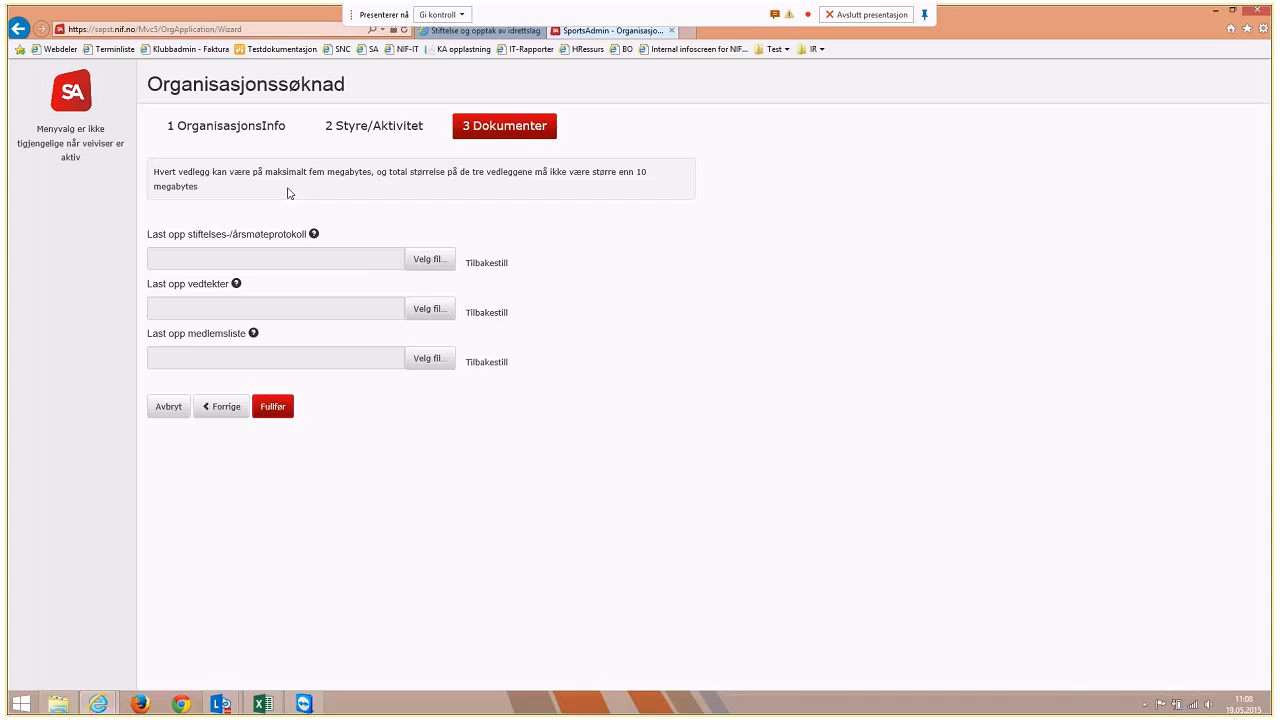 Presenterer nå Gi kontroll Avslutt presentasjon
https://sapst.nif.no/Mvc5/OrgApplication/Wizard Stiftelse og opptak av idrettslag SportsAdmin - Organisasjo...
Webdeler Terminliste Klubbadmin - Faktura Testdokumentasjon SNC SA NIF-IT KA opplastning IT-Rapporter HRessurs BO Internal infoscreen for NIF... Test IR
SA
Menyvalg er ikke
tigjengelige når veiviser er
aktiv
Organisasjonssøknad
1 OrganisasjonsInfo 2 Styre/Aktivitet 3 Dokumenter
Hvert vedlegg kan være på maksimalt fem megabytes, og total størrelse på de tre vedleggene må ikke være større enn 10
megabytes
Last opp stiftelses-/årsmøteprotokoll
Velg fil... Tilbakestill
Last opp vedtekter
Velg fil... Tilbakestill
Last opp medlemsliste
Velg fil... Tilbakestill
Avbryt Forrige Fullfør
11:08
19.05.2015